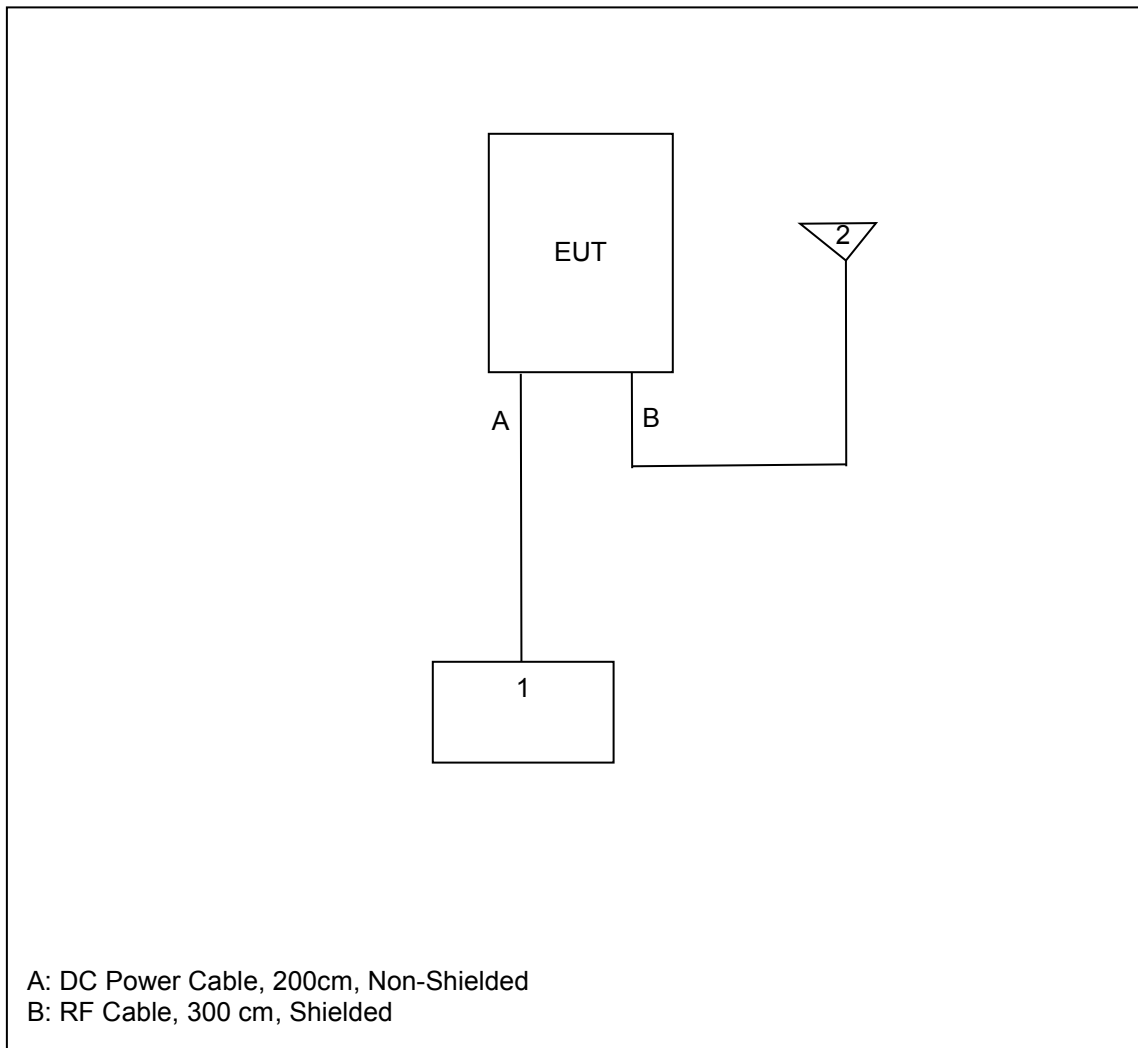 EUT
2
A
B
1
A: DC Power Cable, 200cm, Non-Shielded
B: RF Cable, 300 cm, Shielded